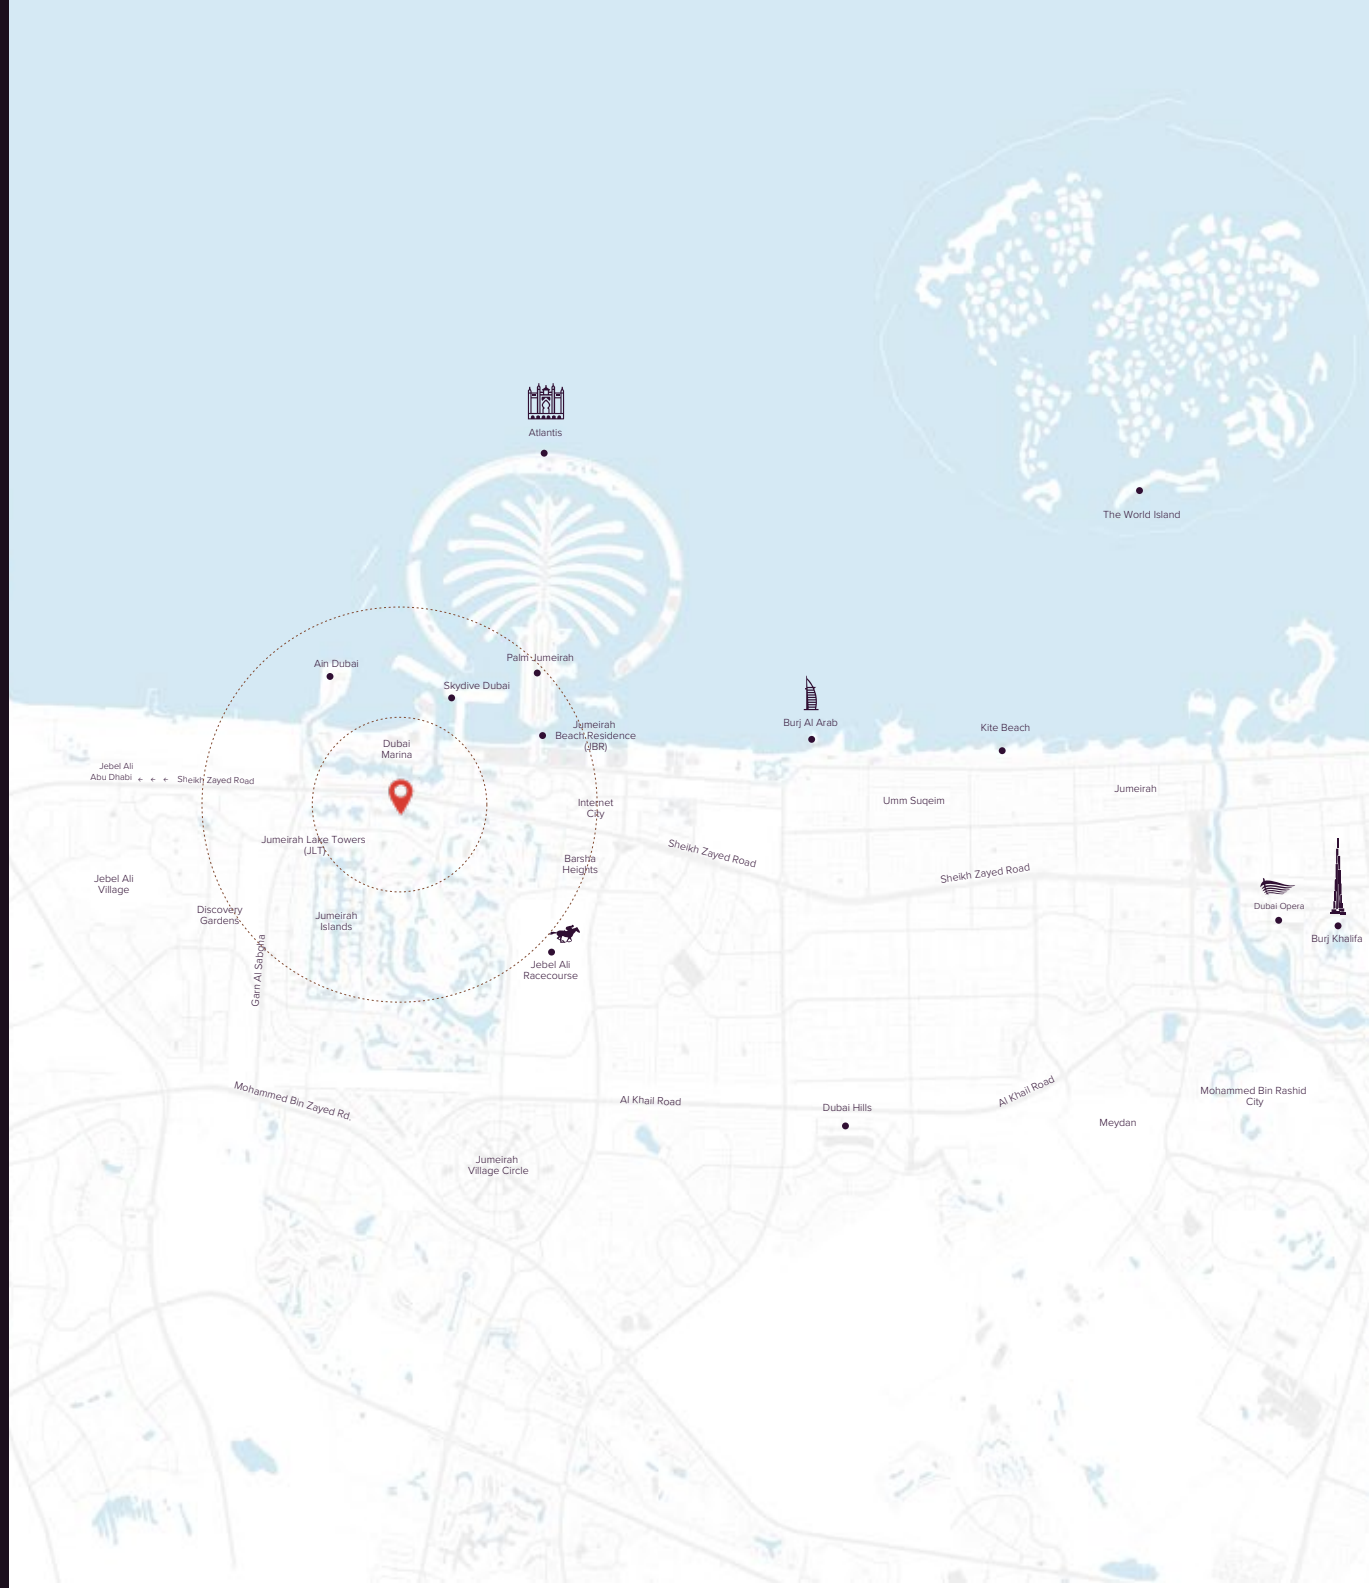 Atlantis
The World Island
Ain Dubai
Palm Jumeirah
Skydive Dubai
Jumeirah
Beach Residence
(JBR)
Burj Al Arab
Kite Beach
Dubai
Marina
Jebel Ali
Abu Dhabi ← ← ← Sheikh Zayed Road
Internet
City
Umm Suqeim
Jumeirah
Jumeirah Lake Towers
(JLT)
Sheikh Zayed Road
Barsha
Heights
Sheikh Zayed Road
Jebel Ali
Village
Discovery
Gardens
Jumeirah
Islands
Dubai Opera
Burj Khalifa
Garn Al Sabgha
Jebel Ali
Racecourse
Mohammed Bin Zayed Rd.
Al Khail Road
Dubai Hills
Al Khail Road
Mohammed Bin Rashid
City
Meydan
Jumeirah
Village Circle